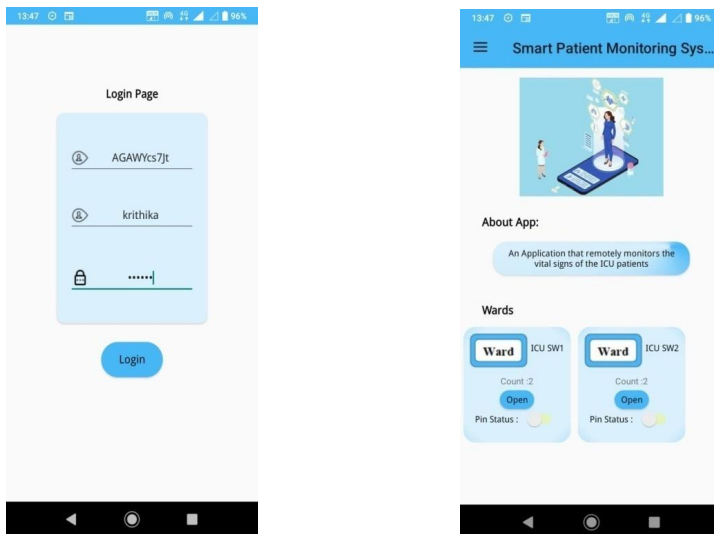 13:47 96%
Login Page
AGAWYcs7Jt
krithika
••••••
Login
13:47 96%
Smart Patient Monitoring Sys...
About App:
An Application that remotely monitors the
vital signs of the ICU patients
Wards
Ward ICU SW1
Count :2
Open
Pin Status :
Ward ICU SW2
Count :2
Open
Pin Status :